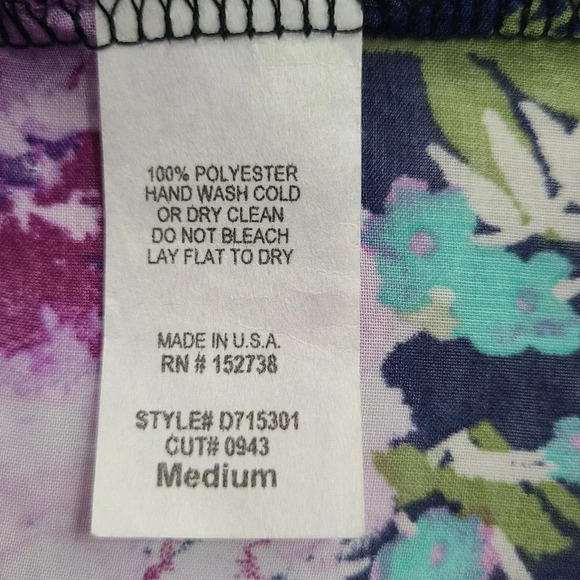 100% POLYESTER
HAND WASH COLD
OR DRY CLEAN
DO NOT BLEACH
LAY FLAT TO DRY
MADE IN U.S.A.
RN # 152738
STYLE# D715301
CUT# 0943
Medium